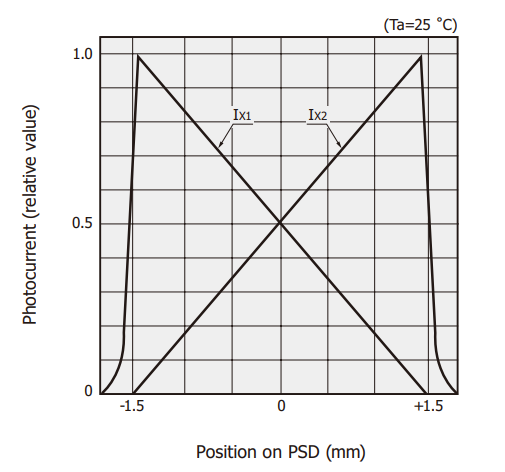 (Ta=25 °C)
1.0
IX1
IX2
Photocurrent (relative value)
0.5
0
-1.5
0
+1.5
Position on PSD (mm)